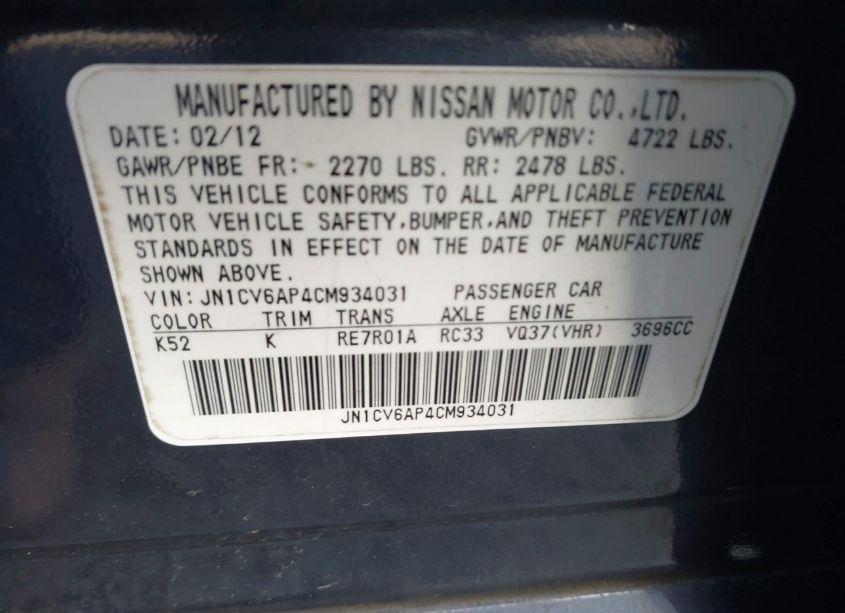 MANUFACTURED BY NISSAN MOTOR CO.,LTD.
DATE: 02/12 GVWR/PNBV: 4722 LBS.
GAWR/PNBE FR: 2270 LBS. RR: 2478 LBS.
THIS VEHICLE CONFORMS TO ALL APPLICABLE FEDERAL
MOTOR VEHICLE SAFETY,BUMPER,AND THEFT PREVENTION
STANDARDS IN EFFECT ON THE DATE OF MANUFACTURE
SHOWN ABOVE.
VIN:JN1CV6AP4CM934031 PASSENGER CAR
COLOR TRIM TRANS AXLE ENGINE
K52 K RE7R01A RC33 VQ37(VHR) 3696CC
JN1CV6AP4CM934031